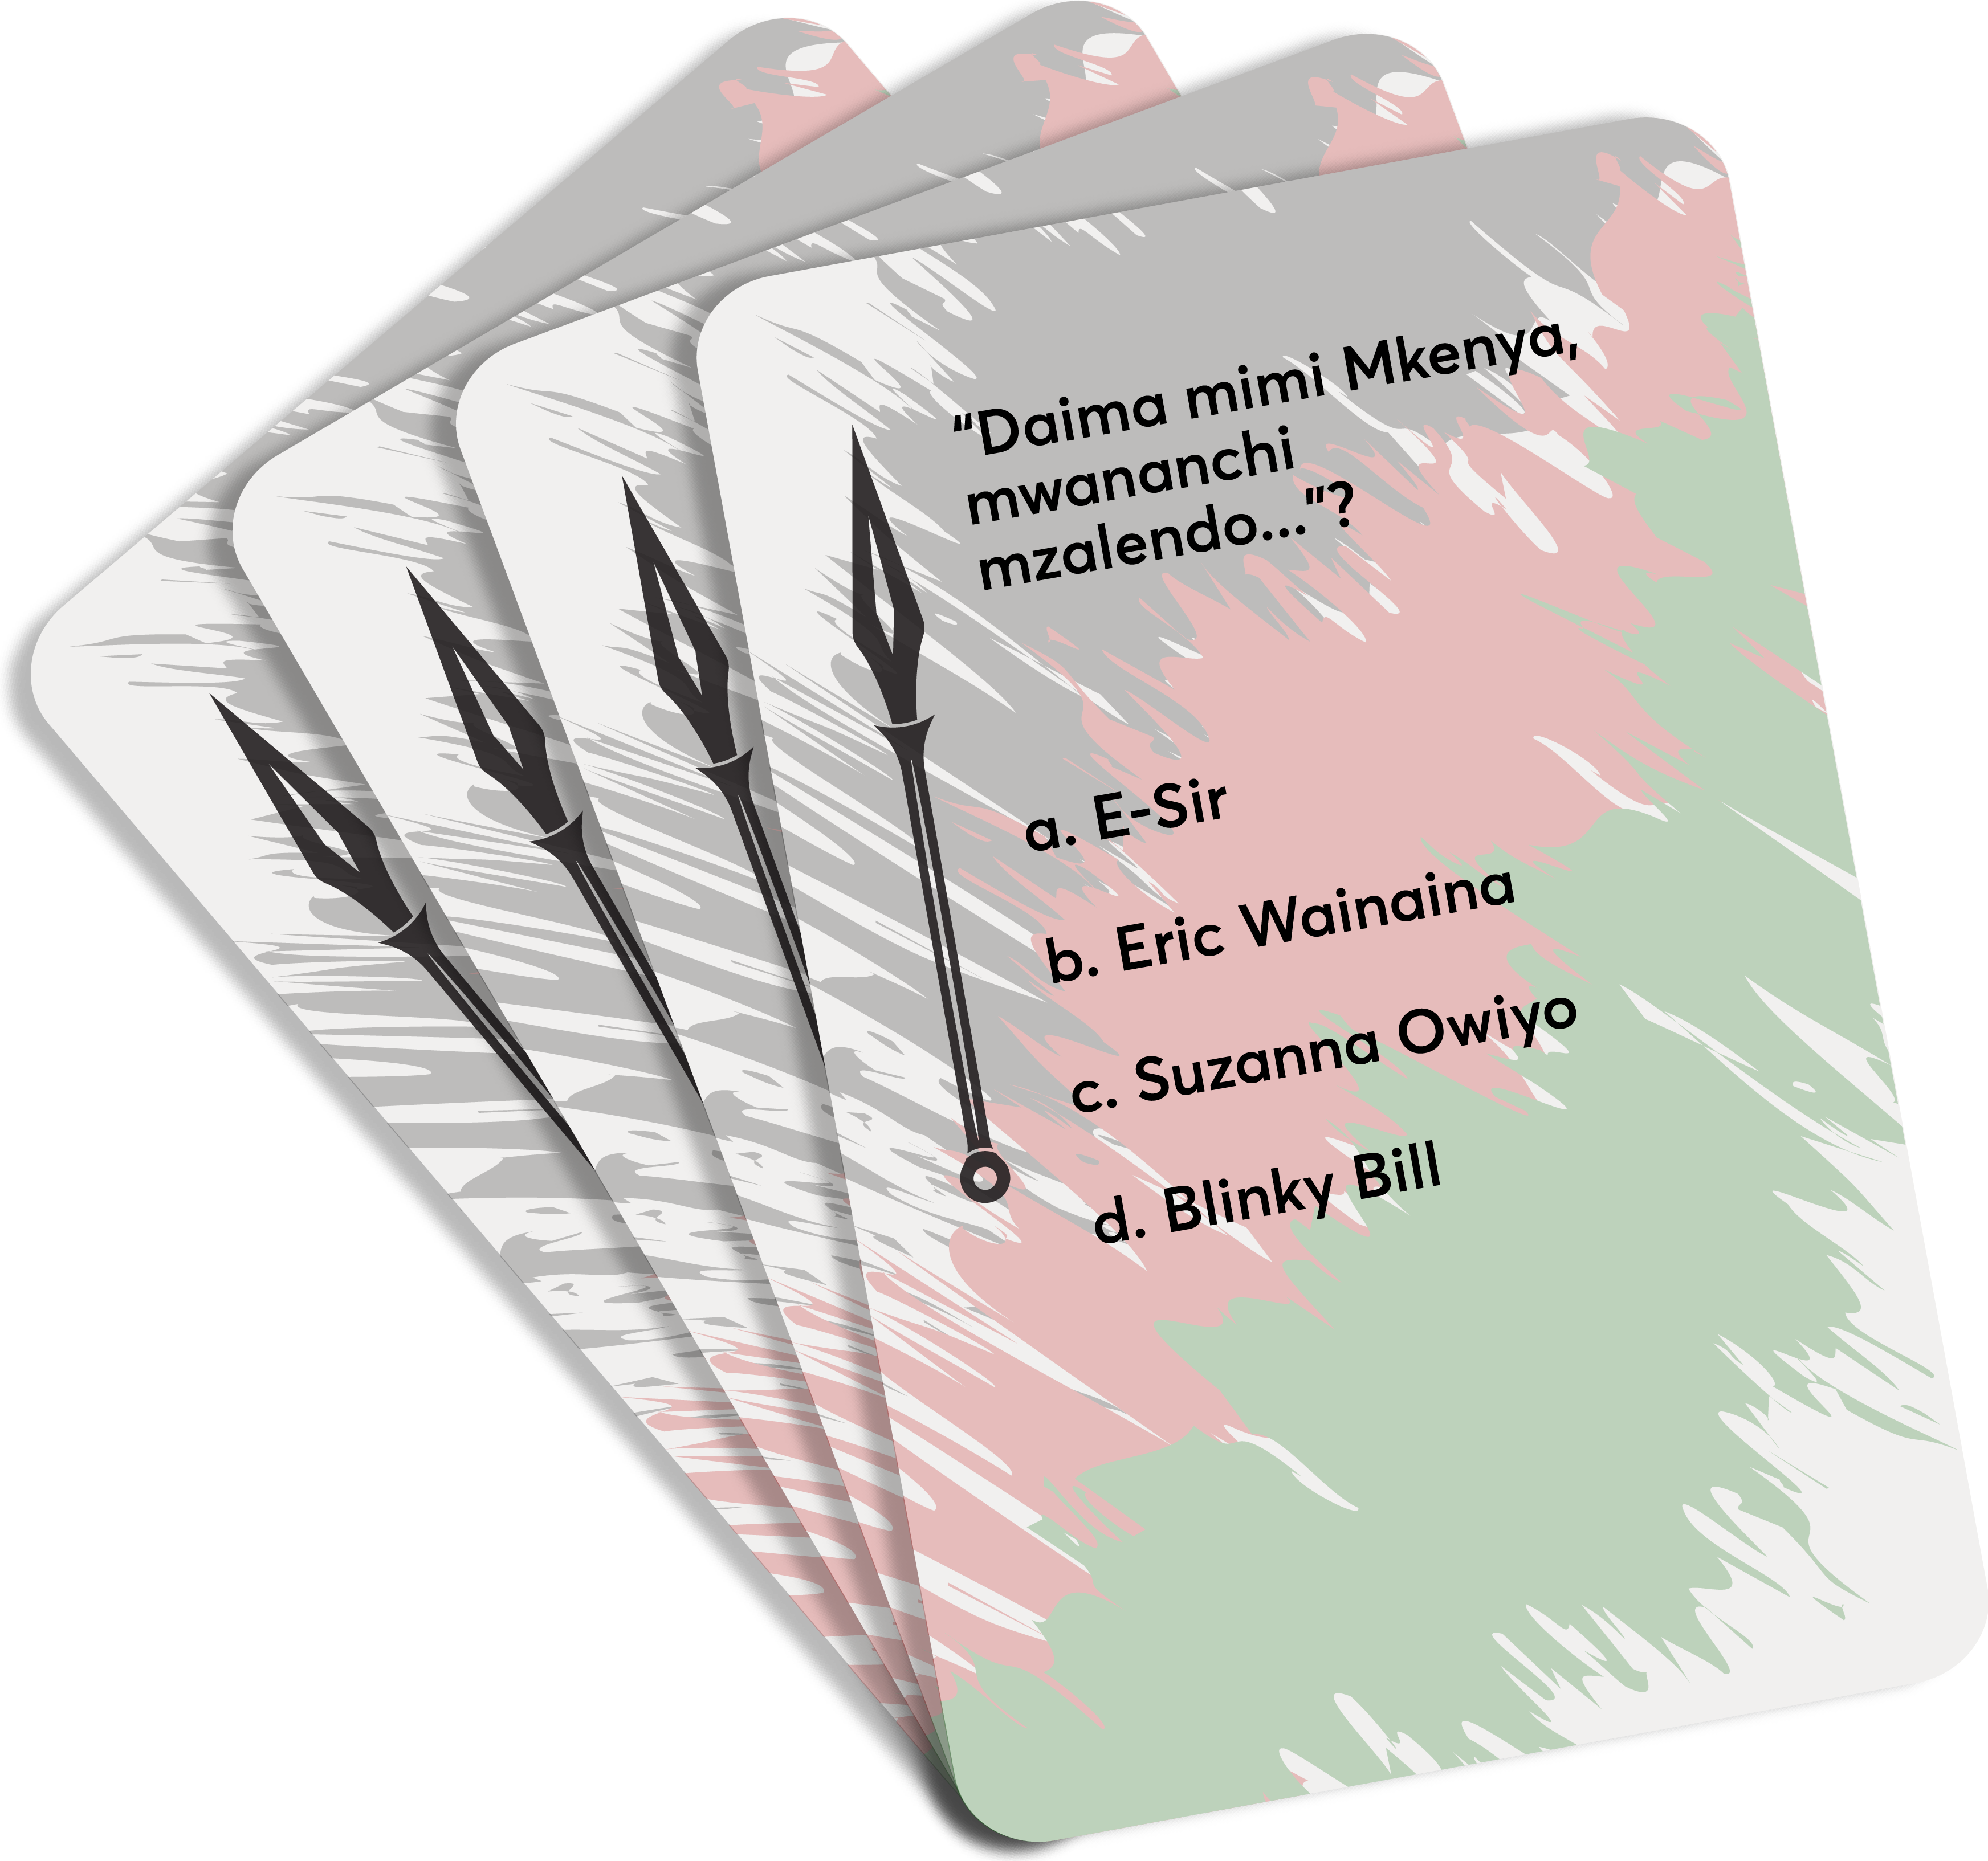 "Daima mimi Mkenya,
mwananchi
mzalendo..."?
a. E-Sir
b. Eric Wainaina
c. Suzanna Owiyo
d. Blinky Bill